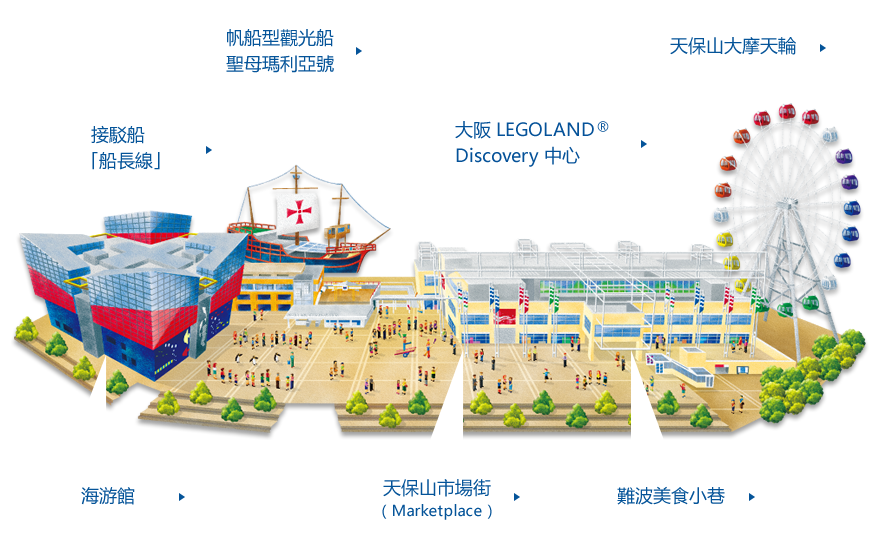 帆船型觀光船
聖母瑪利亞號
天保山大摩天輪
接駁船
「船長線」
大阪 LEGOLAND®
Discovery 中心
海游館
天保山市場街
( Marketplace )
難波美食小巷